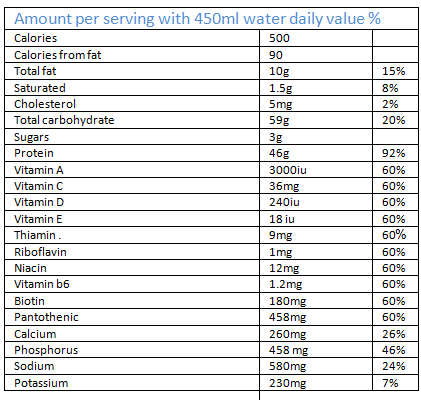 Amount per serving with 450ml water daily value %
Calories 500
Calories from fat 90
Total fat 10g 15%
Saturated 1.5g 8%
Cholesterol 5mg 2%
Total carbohydrate 59g 20%
Sugars 3g
Protein 46g 92%
Vitamin A 3000iu 60%
Vitamin C 36mg 60%
Vitamin D 240iu 60%
Vitamin E 18 iu 60%
Thiamin . 9mg 60%
Riboflavin 1mg 60%
Niacin 12mg 60%
Vitamin b6 1.2mg 60%
Biotin 180mg 60%
Pantothenic 458mg 60%
Calcium 260mg 26%
Phosphorus 458 mg 46%
Sodium 580mg 24%
Potassium 230mg 7%